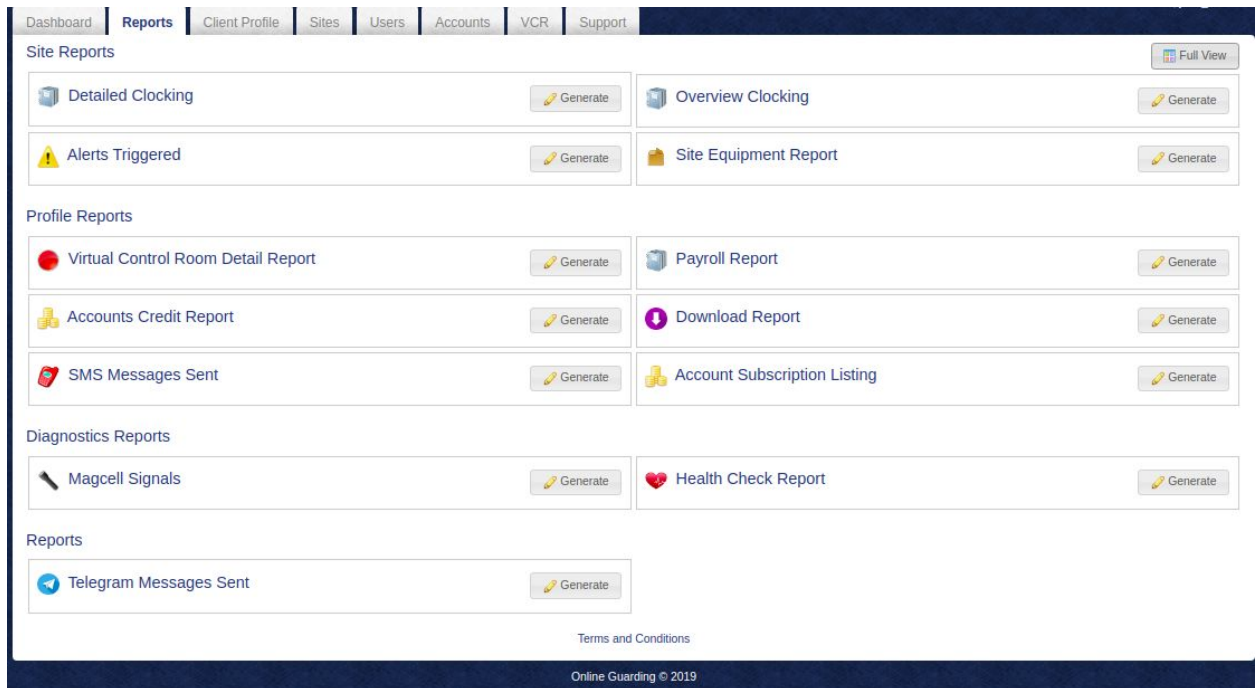 Dashboard Reports Client Profile Sites Users Accounts VCR Support
Site Reports Full View
Detailed Clocking Generate Overview Clocking Generate
Alerts Triggered Generate Site Equipment Report Generate
Profile Reports
Virtual Control Room Detail Report Generate Payroll Report Generate
Accounts Credit Report Generate Download Report Generate
SMS Messages Sent Generate Account Subscription Listing Generate
Diagnostics Reports
Magcell Signals Generate Health Check Report Generate
Reports
Telegram Messages Sent Generate
Terms and Conditions
Online Guarding © 2019